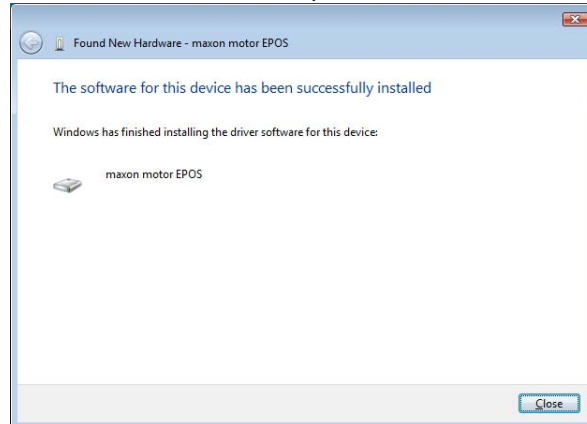 Found New Hardware - maxon motor EPOS
The software for this device has been successfully installed
Windows has finished installing the driver software for this device:
maxon motor EPOS
Close